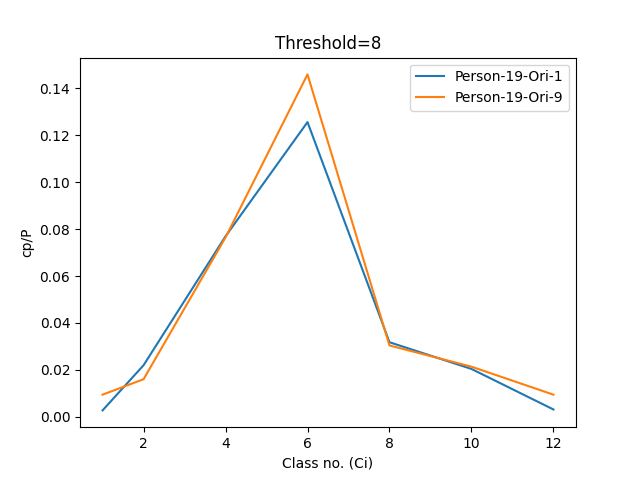 Threshold=8
Person-19-Ori-1
Person-19-Ori-9
cp/P
0.14
0.12
0.10
0.08
0.06
0.04
0.02
0.00
2 4 6 8 10 12
Class no. (Ci)